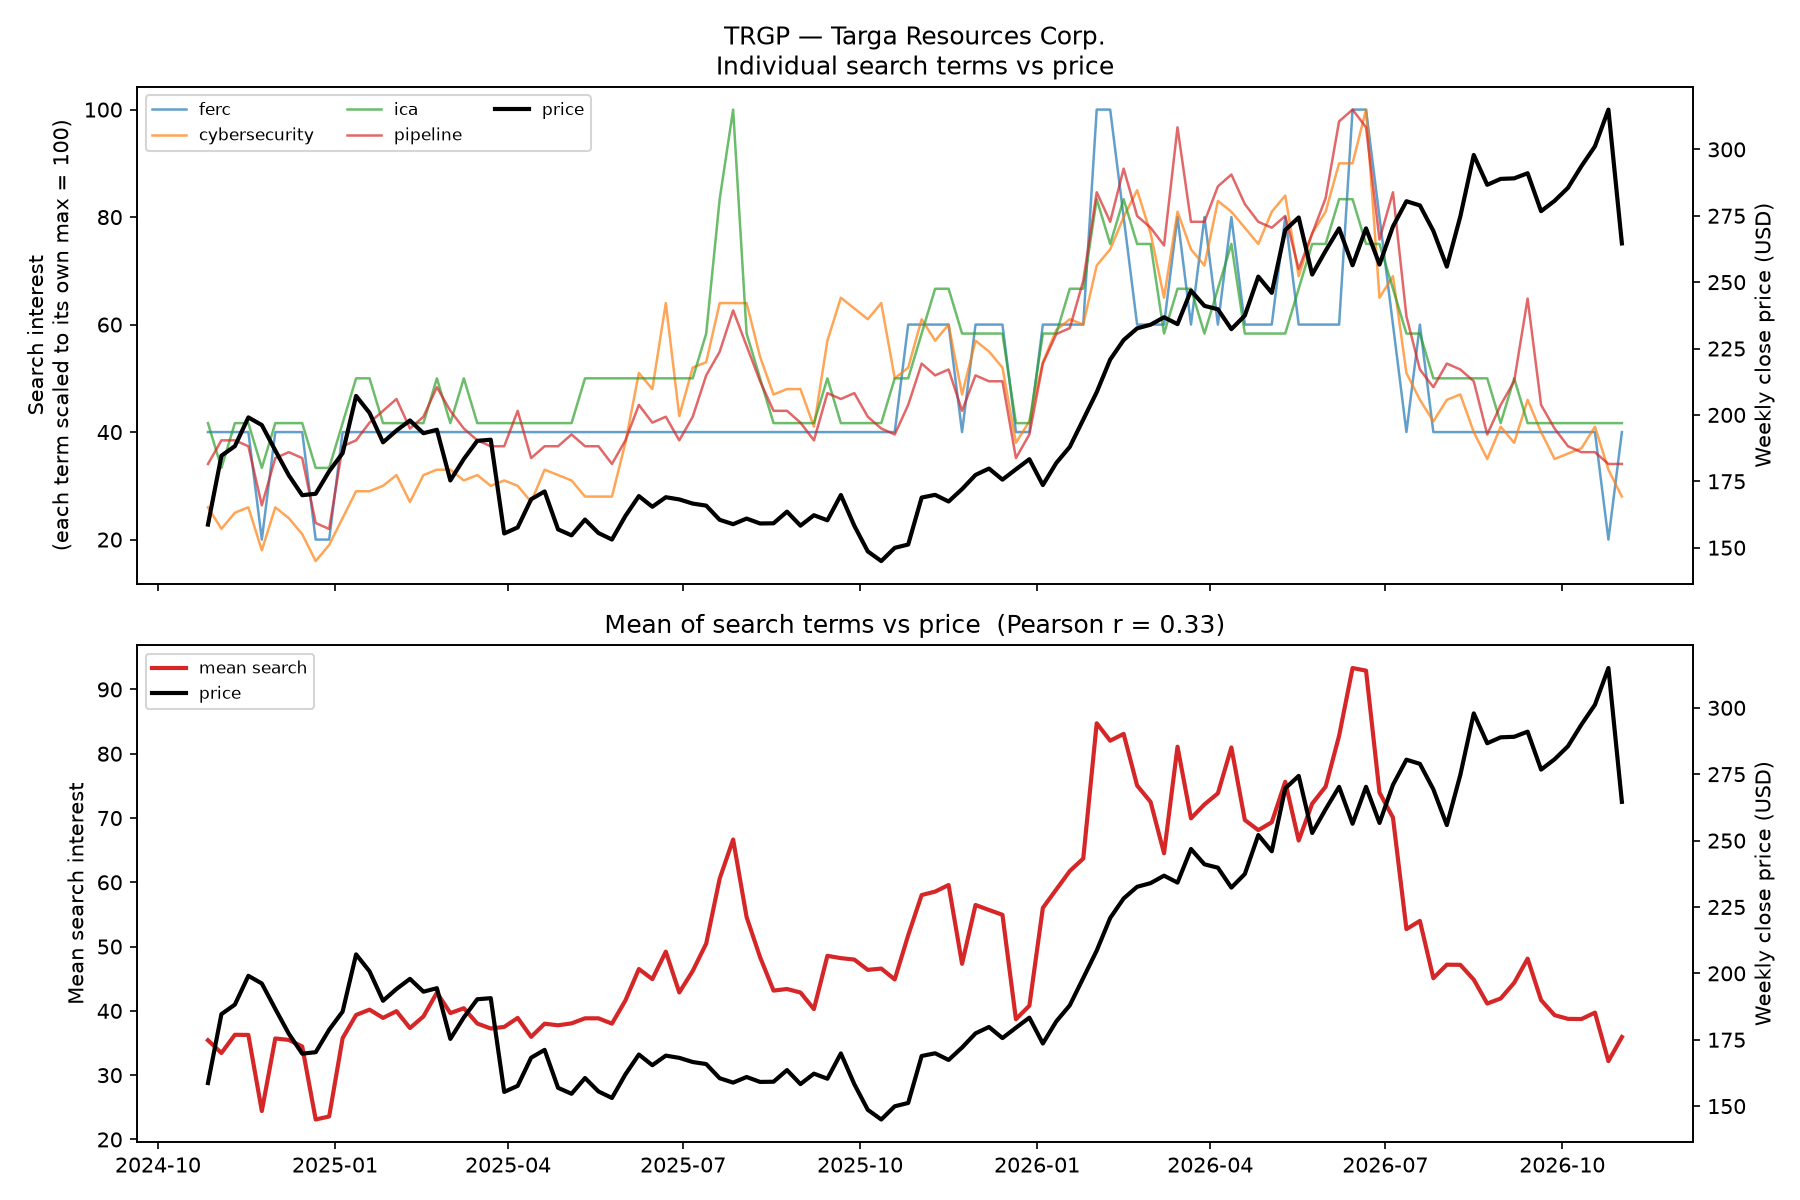 TRGP — Targa Resources Corp.
Individual search terms vs price
ferc
cybersecurity
ica
pipeline
price
Search interest
(each term scaled to its own max = 100)
100
80
60
40
20
Weekly close price (USD)
300
275
250
225
200
175
150
Mean of search terms vs price (Pearson r = 0.33)
mean search
price
Mean search interest
90
80
70
60
50
40
30
20
Weekly close price (USD)
300
275
250
225
200
175
150
2024-10 2025-01 2025-04 2025-07 2025-10 2026-01 2026-04 2026-07 2026-10